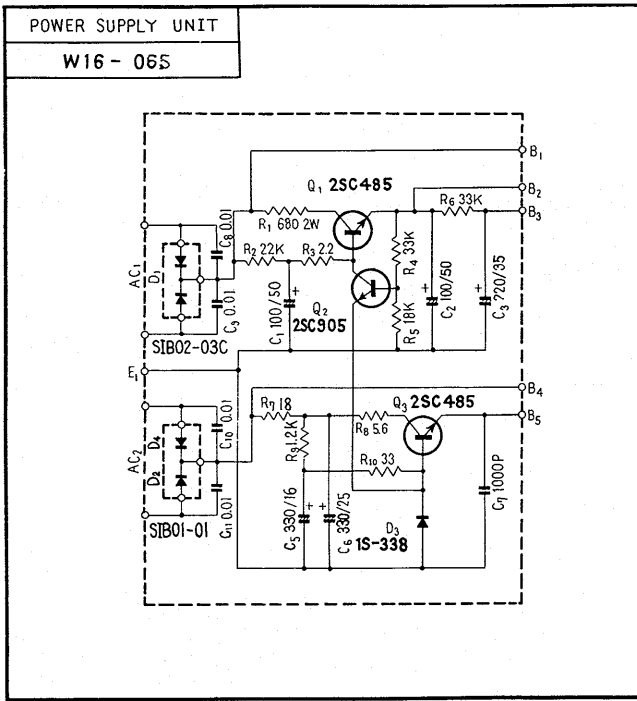 POWER SUPPLY UNIT
W16-06S
B₁
Q₁ 2SC485
B₂
R₆ 33K
B₃
R₁ 680 2W
C₈ 0.01
R₂ 22K
R₃ 2.2
R₄ 33K
AC₁
D₁
C₉ 0.01
C₁ 100/50
+
Q₂
2SC905
R₅ 18K
+
C₂ 100/50
+
C₃ 220/35
SIB02-03C
E₁
B₄
R₇ 18
Q₃ 2SC485
B₅
R₈ 5.6
C₁₀ 0.01
R₉ 1.2K
AC₂
D₄
D₂
R₁₀ 33
C₇ 1000P
C₁₁ 0.01
C₅ 330/16
+
+
C₆ 330/25
D₃
1S-338
SIB01-01